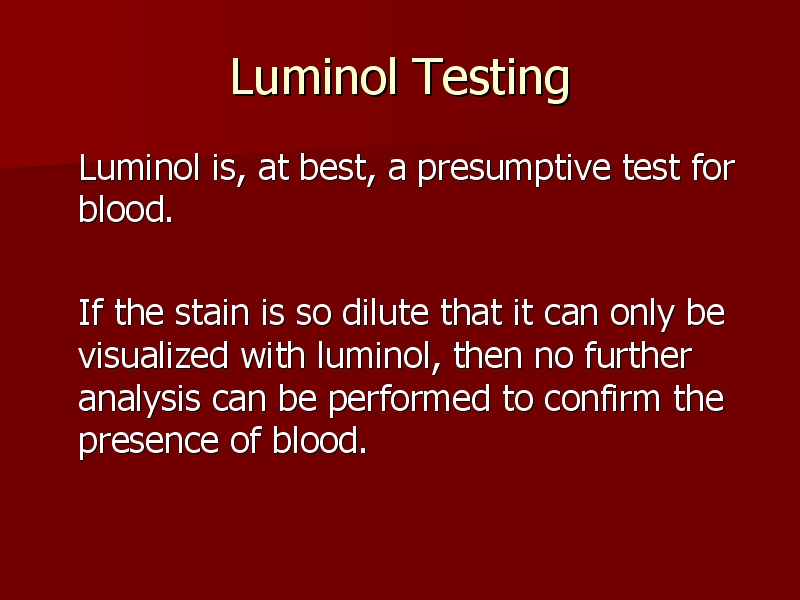 Luminol Testing
Luminol is, at best, a presumptive test for
blood.
If the stain is so dilute that it can only be
visualized with luminol, then no further
analysis can be performed to confirm the
presence of blood.